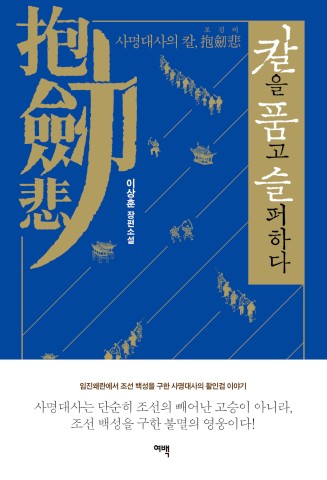 포검비
사명대사의 칼, 抱劒悲
抱劒悲
칼을 품고 슬퍼하다
이상훈 장편소설
임진왜란에서 조선 백성을 구한 사명대사의 활인검 이야기
사명대사는 단순히 조선의 빼어난 고승이 아니라,
조선 백성을 구한 불멸의 영웅이다!
여백